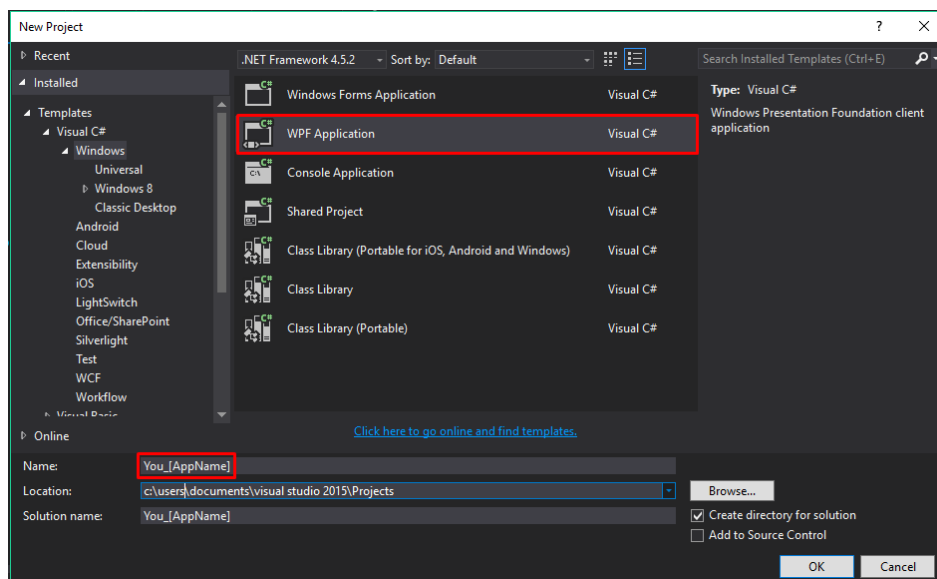 New Project
?
Recent
.NET Framework 4.5.2
Sort by: Default
Search Installed Templates (Ctrl+E)
Installed
Templates
Visual C#
Windows
Universal
Windows 8
Classic Desktop
Android
Cloud
Extensibility
iOS
LightSwitch
Office/SharePoint
Silverlight
Test
WCF
Workflow
Visual Basic
Online
C# Windows Forms Application Visual C#
C# WPF Application Visual C#
C# C:\ Console Application Visual C#
C# Shared Project Visual C#
C# Class Library (Portable for iOS, Android and Windows) Visual C#
C# Class Library Visual C#
C# Class Library (Portable) Visual C#
Click here to go online and find templates.
Type: Visual C#
Windows Presentation Foundation client
application
Name: You_[AppName]
Location: c:\users\documents\visual studio 2015\Projects
Browse...
Solution name: You_[AppName]
Create directory for solution
Add to Source Control
OK
Cancel